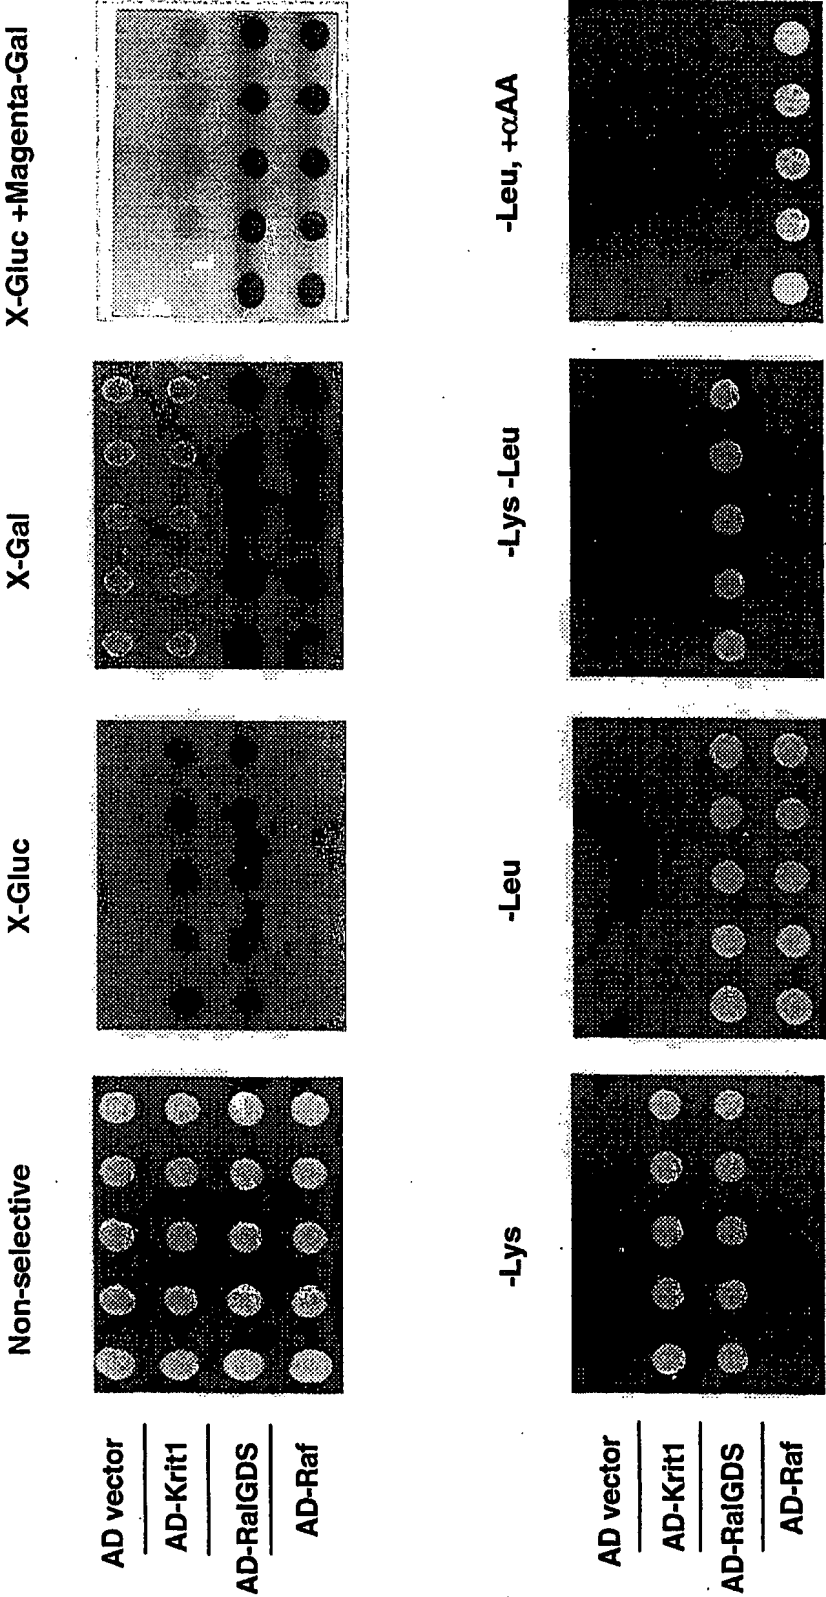 Non-selective
X-Gluc
X-Gal
X-Gluc +Magenta-Gal
AD vector
AD-Krit1
AD-RalGDS
AD-Raf
-Lys
-Leu
-Lys -Leu
-Leu, +αAA
AD vector
AD-Krit1
AD-RalGDS
AD-Raf